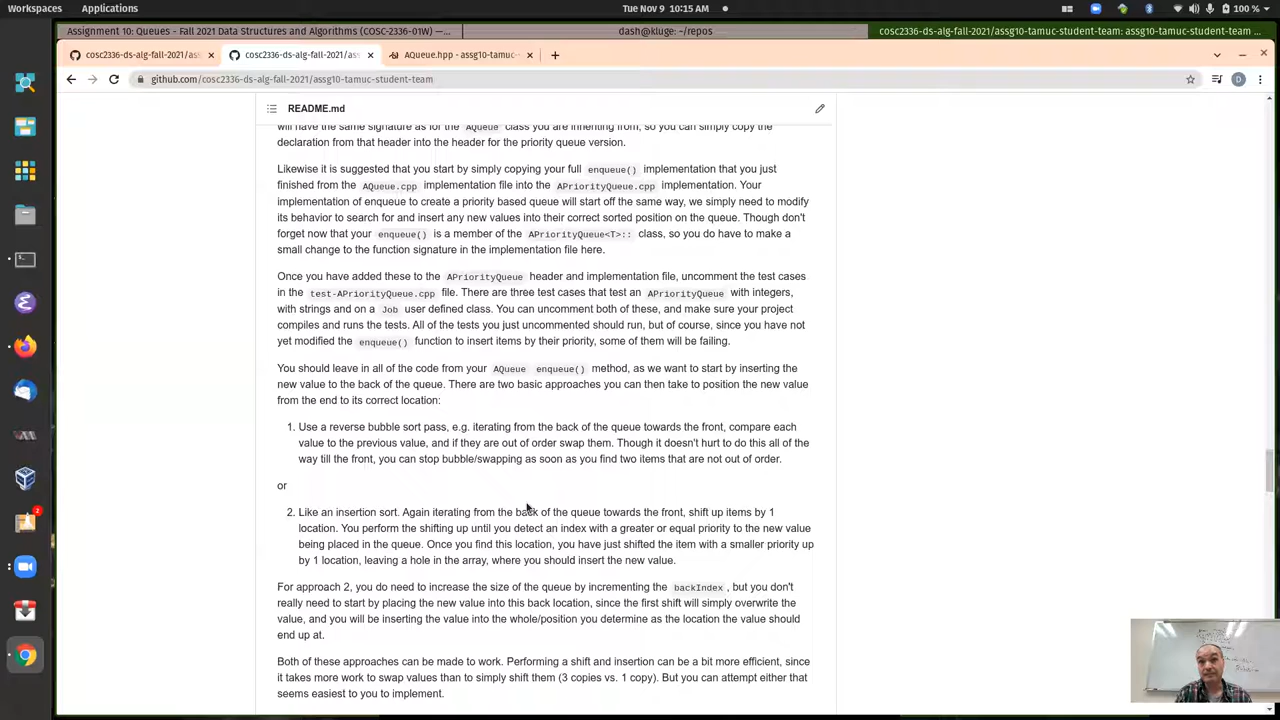 Workspaces Applications Tue Nov 9 10:15 AM 100 %
Assignment 10: Queues - Fall 2021 Data Structures and Algorithms (COSC-2336-01W) —... dash@kluge: ~/repos cosc2336-ds-alg-fall-2021/assg10-tamuc-student-team: assg10-tamuc-student-team ...
cosc2336-ds-alg-fall-2021/ cosc2336-ds-alg-fall-2021/as AQueue.hpp - assg10-tamuc-
github.com/cosc2336-ds-alg-fall-2021/assg10-tamuc-student-team D
README.md
will have the same signature as for the AQueue class you are inheriting from, so you can simply copy the
declaration from that header into the header for the priority queue version.
Likewise it is suggested that you start by simply copying your full enqueue() implementation that you just
finished from the AQueue.cpp implementation file into the APriorityQueue.cpp implementation. Your
implementation of enqueue to create a priority based queue will start off the same way, we simply need to modify
its behavior to search for and insert any new values into their correct sorted position on the queue. Though don't
forget now that your enqueue() is a member of the APriorityQueue<T>:: class, so you do have to make a
small change to the function signature in the implementation file here.
Once you have added these to the APriorityQueue header and implementation file, uncomment the test cases
in the test-APriorityQueue.cpp file. There are three test cases that test an APriorityQueue with integers,
with strings and on a Job user defined class. You can uncomment both of these, and make sure your project
compiles and runs the tests. All of the tests you just uncommented should run, but of course, since you have not
yet modified the enqueue() function to insert items by their priority, some of them will be failing.
You should leave in all of the code from your AQueue enqueue() method, as we want to start by inserting the
new value to the back of the queue. There are two basic approaches you can then take to position the new value
from the end to its correct location:
1. Use a reverse bubble sort pass, e.g. iterating from the back of the queue towards the front, compare each
value to the previous value, and if they are out of order swap them. Though it doesn't hurt to do this all of the
way till the front, you can stop bubble/swapping as soon as you find two items that are not out of order.
or
2. Like an insertion sort. Again iterating from the back of the queue towards the front, shift up items by 1
location. You perform the shifting up until you detect an index with a greater or equal priority to the new value
being placed in the queue. Once you find this location, you have just shifted the item with a smaller priority up
by 1 location, leaving a hole in the array, where you should insert the new value.
For approach 2, you do need to increase the size of the queue by incrementing the backIndex, but you don't
really need to start by placing the new value into this back location, since the first shift will simply overwrite the
value, and you will be inserting the value into the whole/position you determine as the location the value should
end up at.
Both of these approaches can be made to work. Performing a shift and insertion can be a bit more efficient, since
it takes more work to swap values than to simply shift them (3 copies vs. 1 copy). But you can attempt either that
seems easiest to you to implement.
2